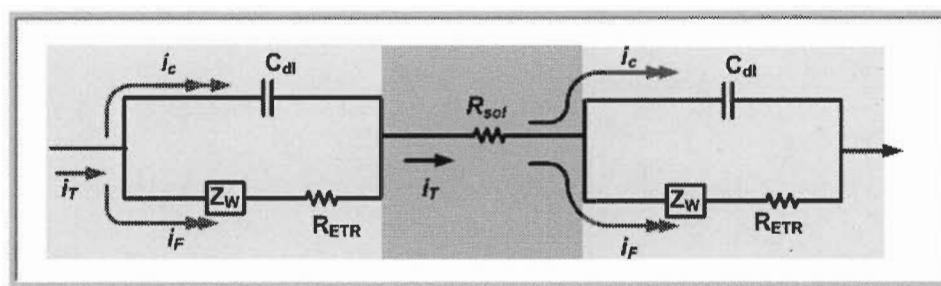 i_c C_dl
R_sol
i_c C_dl
i_T
Z_W
R_ETR
i_F
i_T
Z_W
R_ETR
i_F